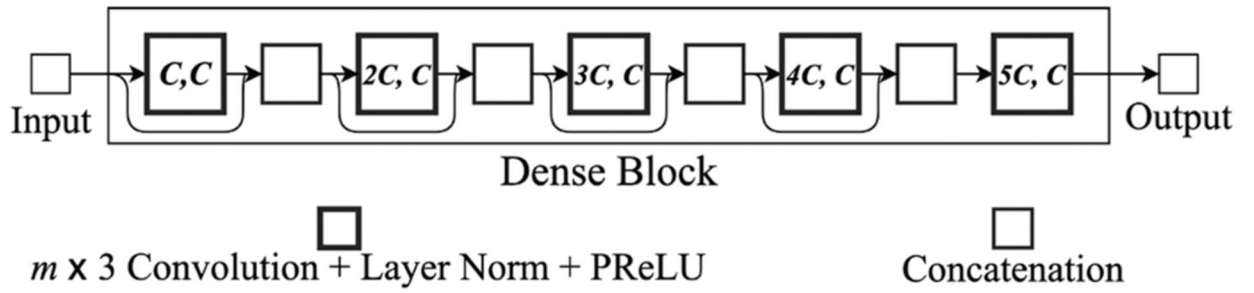 C,C 2C, C 3C, C 4C, C 5C, C
Input Output
Dense Block
m x 3 Convolution + Layer Norm + PReLU Concatenation